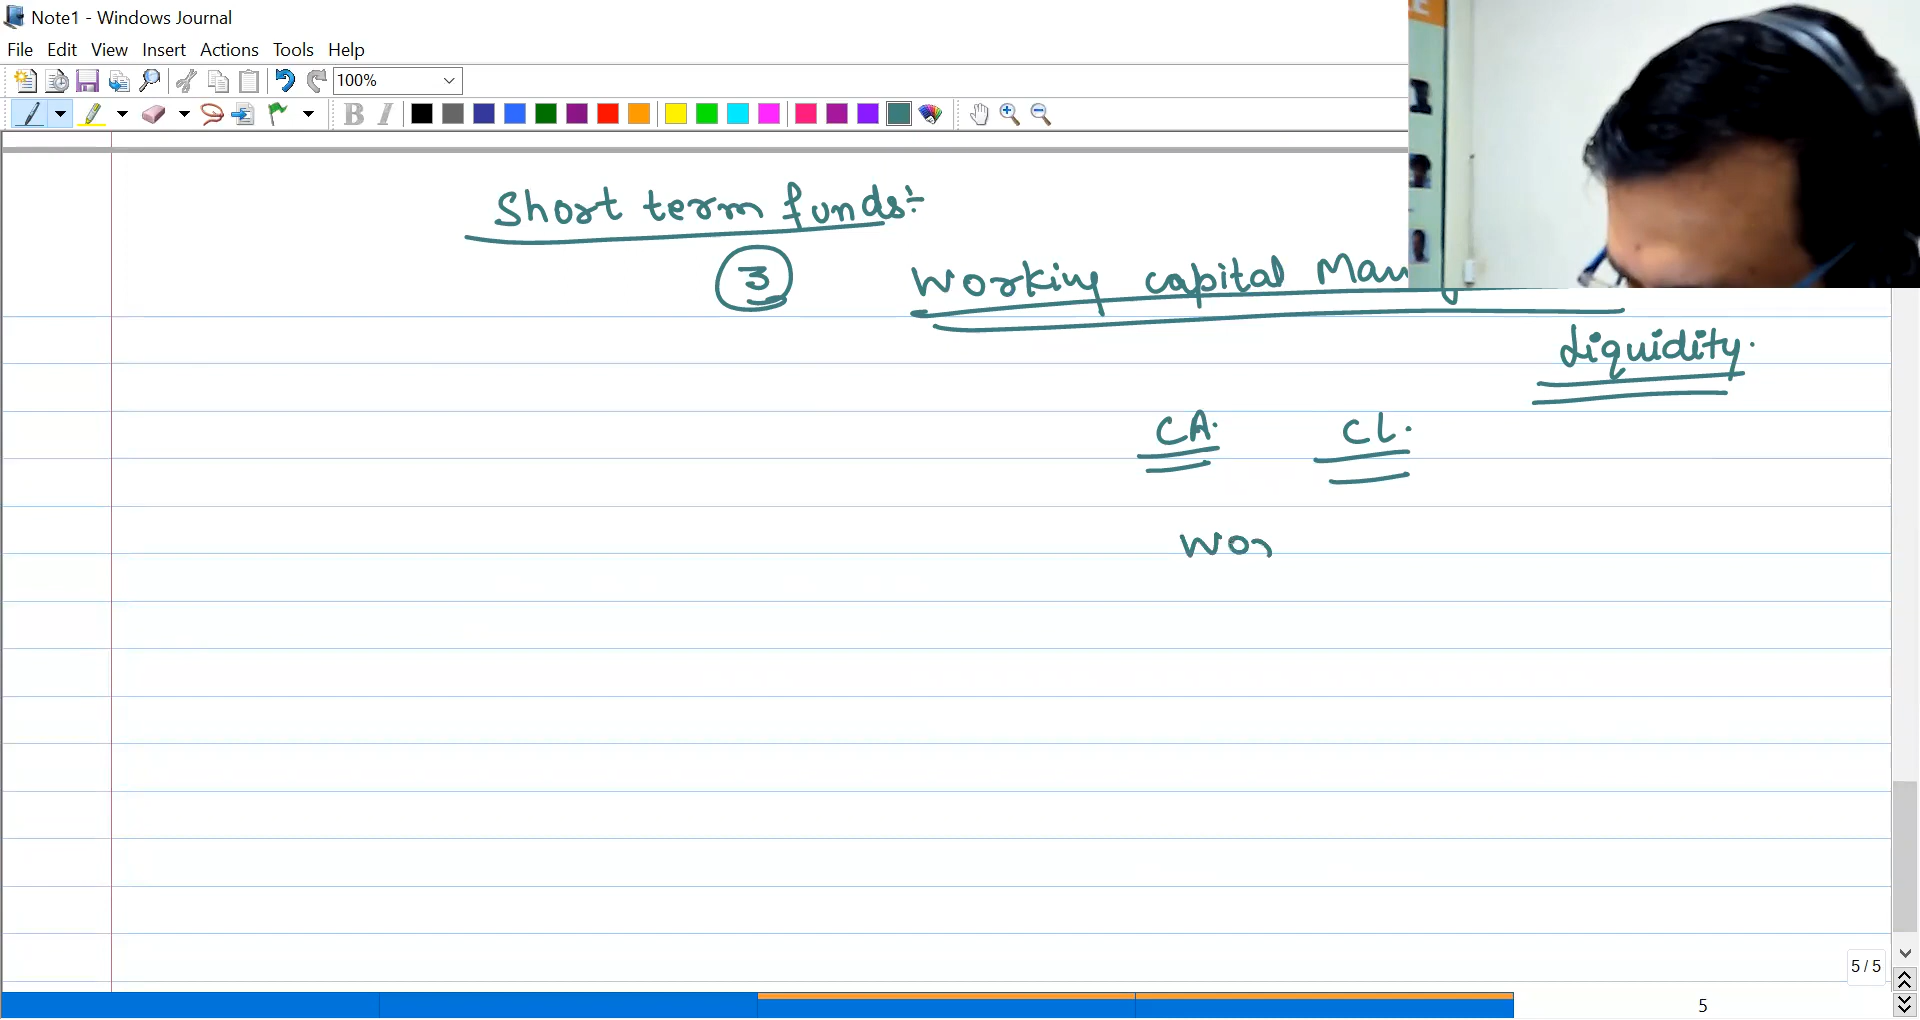 Note1 - Windows Journal
File Edit View Insert Actions Tools Help
100%
B I
Short term funds:-
3 Working capital Man
Liquidity.
CA. CL.
wor
5 / 5
5